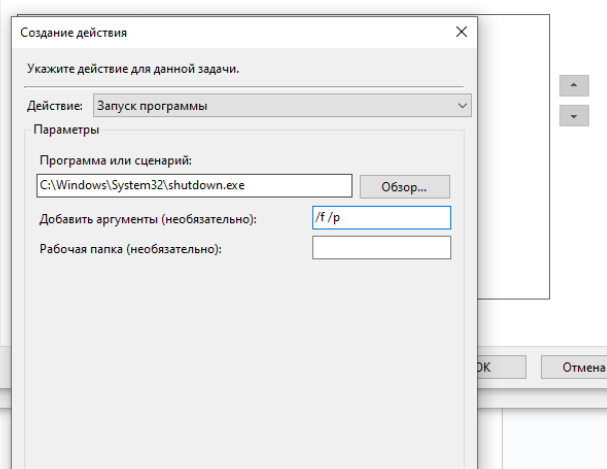 Создание действия
Укажите действие для данной задачи.
Действие: Запуск программы
Параметры
Программа или сценарий:
C:\Windows\System32\shutdown.exe Обзор...
Добавить аргументы (необязательно): /f /p
Рабочая папка (необязательно):
OK Отмена